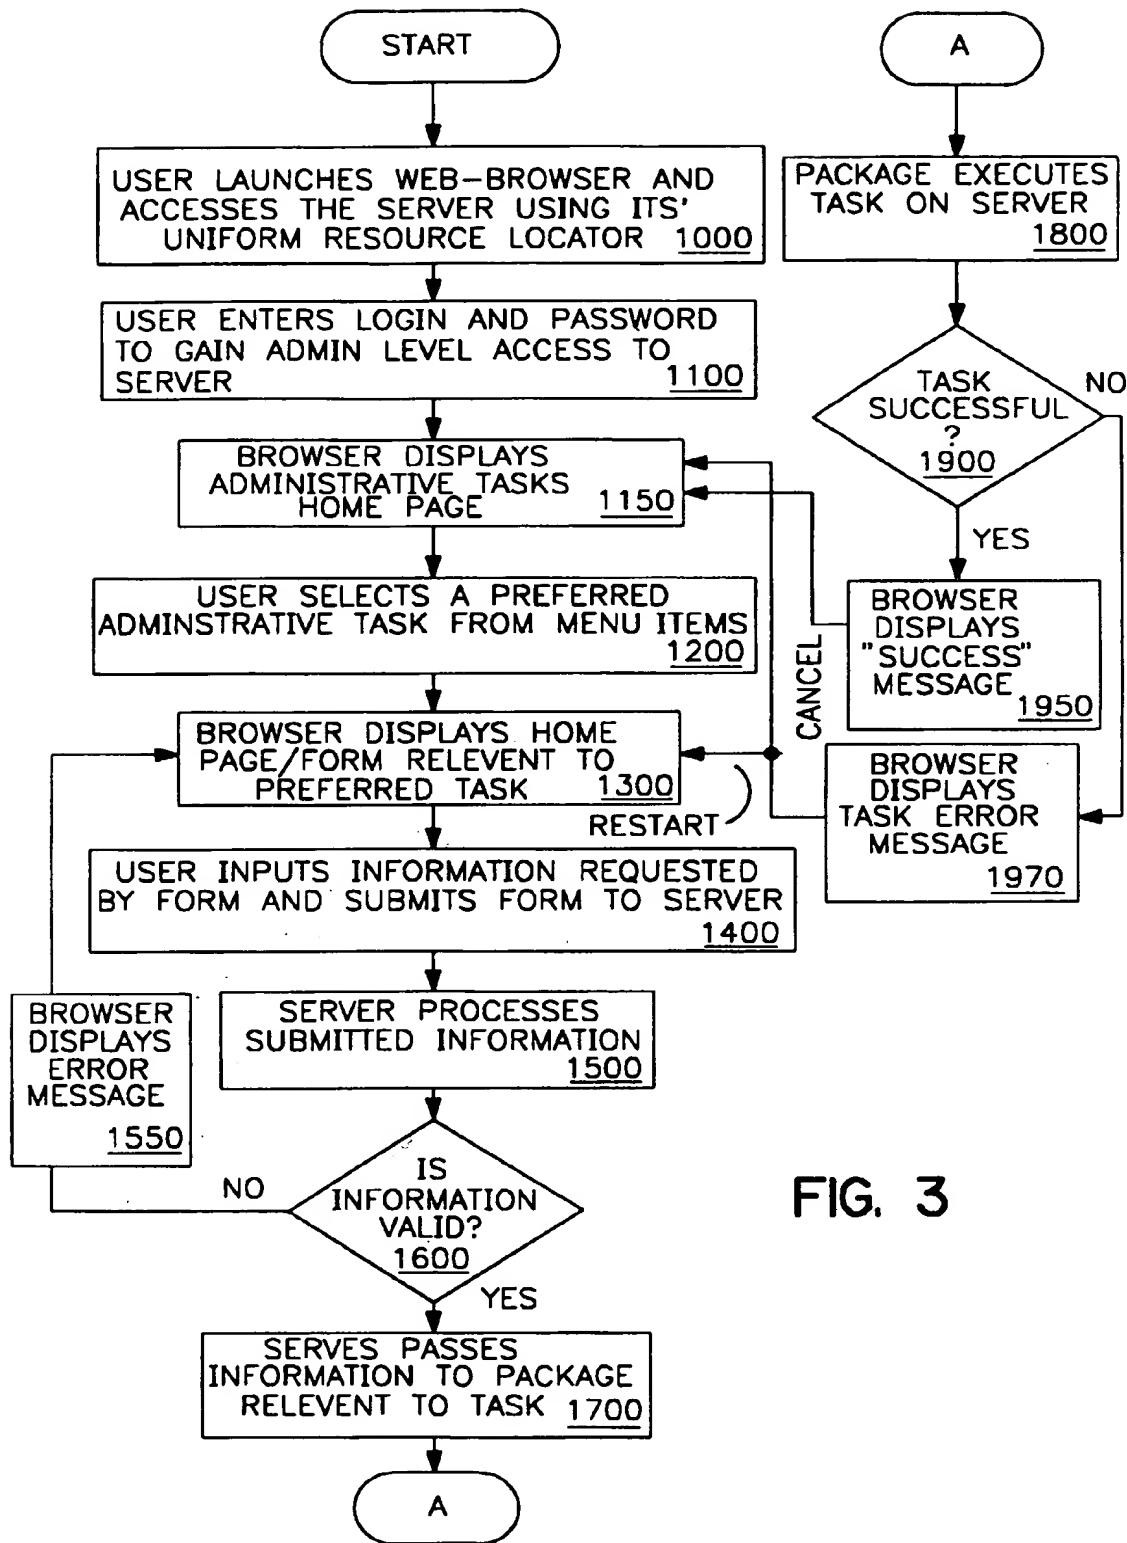 START
USER LAUNCHES WEB-BROWSER AND
ACCESSES THE SERVER USING ITS'
UNIFORM RESOURCE LOCATOR 1000
USER ENTERS LOGIN AND PASSWORD
TO GAIN ADMIN LEVEL ACCESS TO
SERVER 1100
BROWSER DISPLAYS
ADMINISTRATIVE TASKS
HOME PAGE 1150
USER SELECTS A PREFERRED
ADMINSTRATIVE TASK FROM MENU ITEMS
1200
BROWSER DISPLAYS HOME
PAGE/FORM RELEVENT TO
PREFERRED TASK 1300
USER INPUTS INFORMATION REQUESTED
BY FORM AND SUBMITS FORM TO SERVER
1400
SERVER PROCESSES
SUBMITTED INFORMATION
1500
BROWSER
DISPLAYS
ERROR
MESSAGE
1550
IS
INFORMATION
VALID?
1600
NO
YES
SERVES PASSES
INFORMATION TO PACKAGE
RELEVENT TO TASK 1700
A
A
PACKAGE EXECUTES
TASK ON SERVER
1800
TASK
SUCCESSFUL
?
1900
NO
YES
BROWSER
DISPLAYS
"SUCCESS"
MESSAGE 1950
CANCEL
RESTART
BROWSER
DISPLAYS
TASK ERROR
MESSAGE
1970
FIG. 3